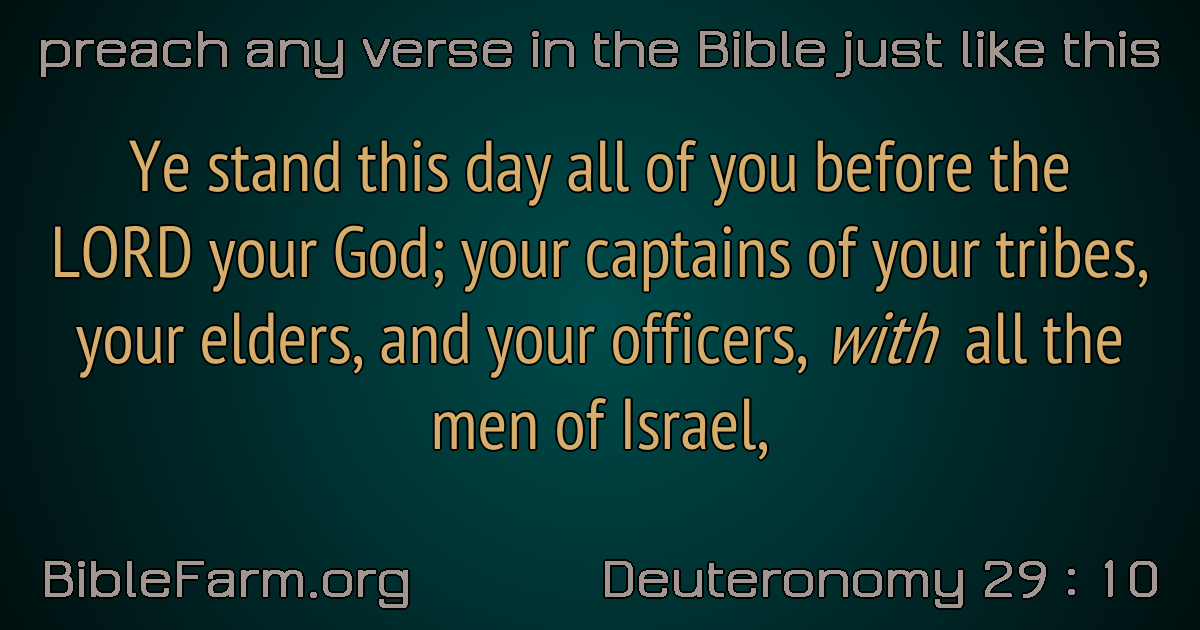 preach any verse in the Bible just like this
Ye stand this day all of you before the
LORD your God; your captains of your tribes,
your elders, and your officers, with all the
men of Israel,
BibleFarm.org
Deuteronomy 29 : 10